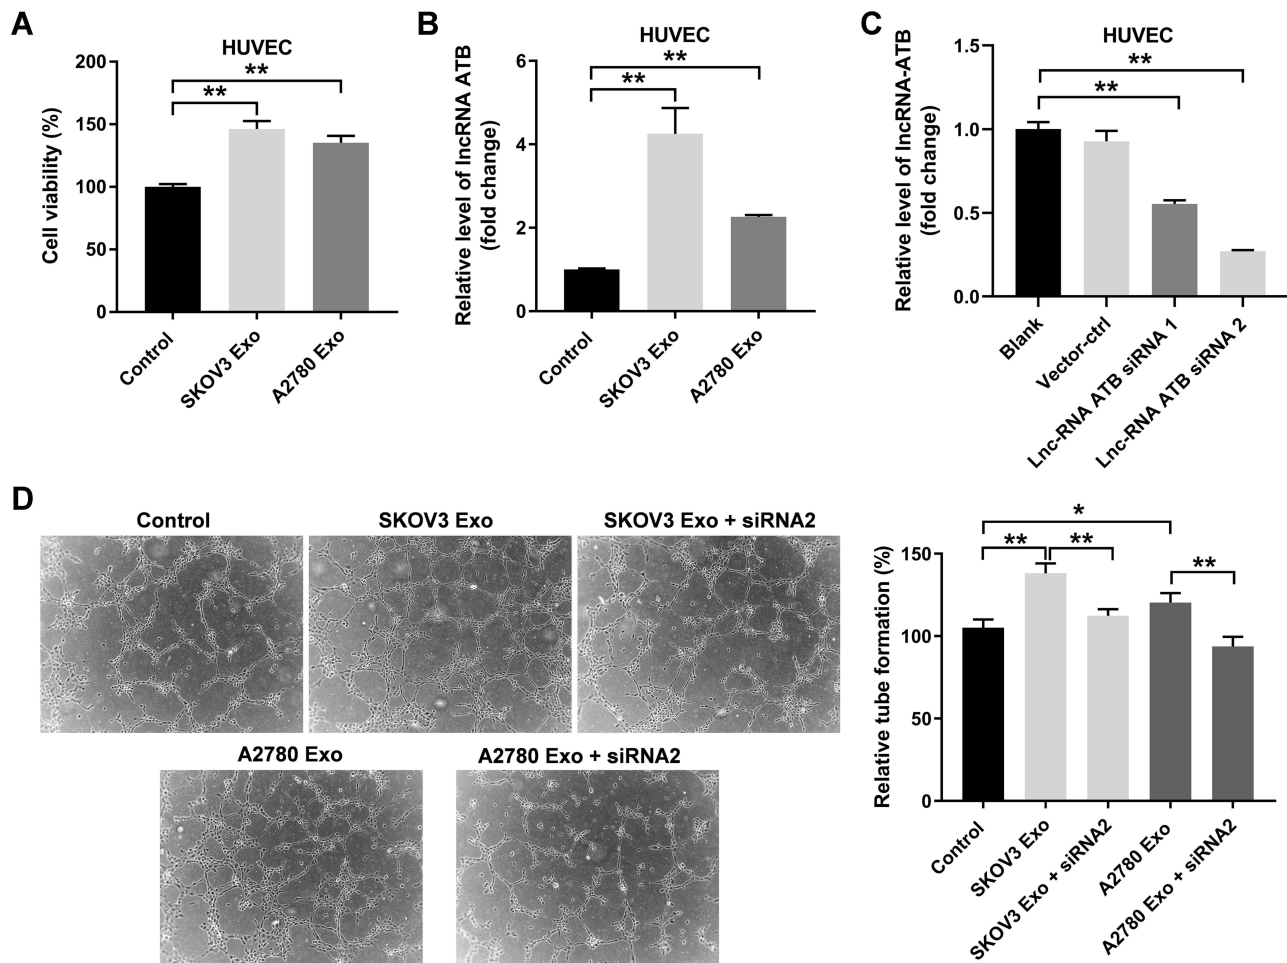 A
HUVEC
Cell viability (%)
200
150
100
50
0
**
**
Control
SKOV3 Exo
A2780 Exo
B
HUVEC
Relative level of lncRNA ATB
(fold change)
6
4
2
0
**
**
Control
SKOV3 Exo
A2780 Exo
C
HUVEC
Relative level of lncRNA-ATB
(fold change)
1.5
1.0
0.5
0.0
**
**
Blank
Vector-ctrl
Lnc-RNA ATB siRNA 1
Lnc-RNA ATB siRNA 2
D
Control
SKOV3 Exo
SKOV3 Exo + siRNA2
A2780 Exo
A2780 Exo + siRNA2
Relative tube formation (%)
150
100
50
0
*
**
**
**
Control
SKOV3 Exo
SKOV3 Exo + siRNA2
A2780 Exo
A2780 Exo + siRNA2